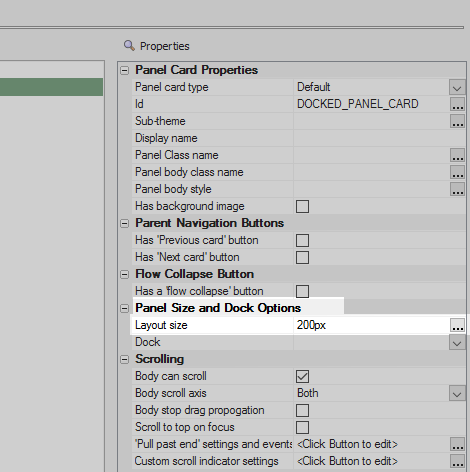 Properties
Panel Card Properties
Panel card type Default
Id DOCKED_PANEL_CARD ...
Sub-theme ...
Display name
Panel Class name ...
Panel body class name ...
Panel body style ...
Has background image
Parent Navigation Buttons
Has 'Previous card' button
Has 'Next card' button
Flow Collapse Button
Has a 'flow collapse' button
Panel Size and Dock Options
Layout size 200px ...
Dock
Scrolling
Body can scroll
Body scroll axis Both
Body stop drag propogation
Scroll to top on focus
'Pull past end' settings and events <Click Button to edit> ...
Custom scroll indicator settings <Click Button to edit> ...